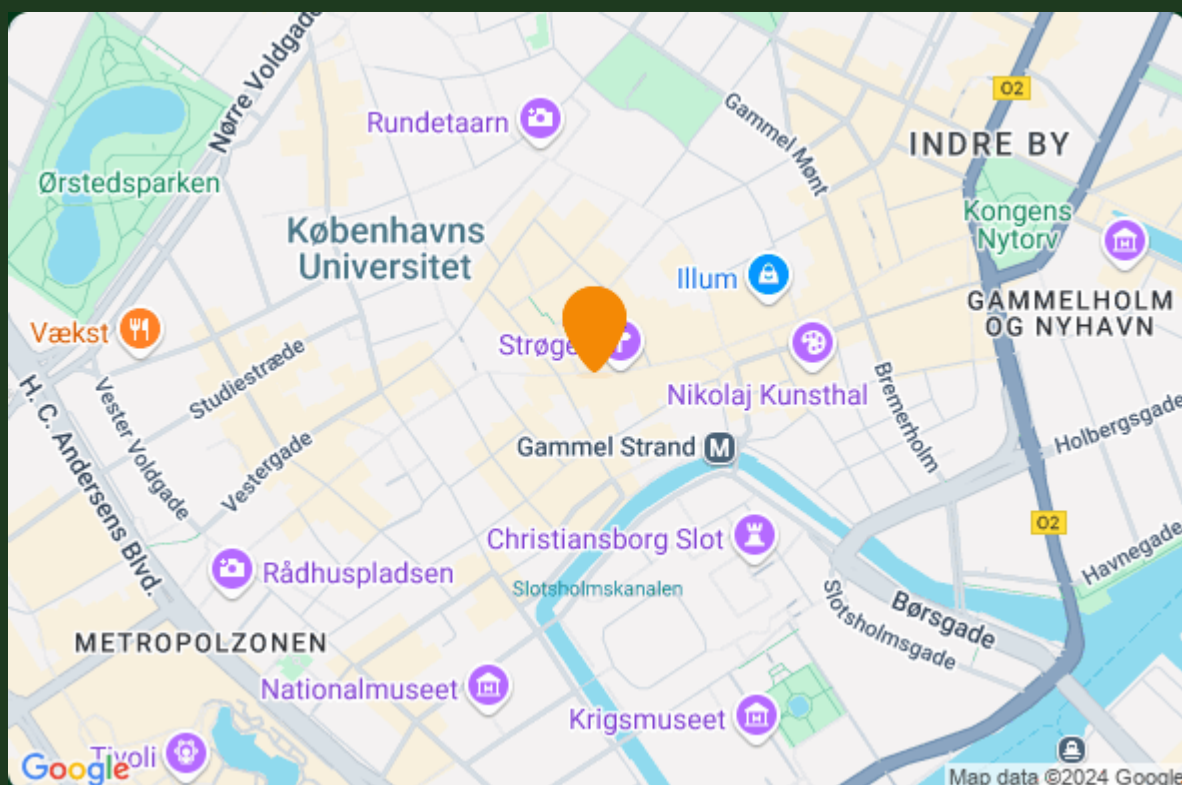 Nørre Voldgade
Rundetaarn
Gammel Mønt
O2
INDRE BY
Ørstedsparken
Københavns
Universitet
Kongens
Nytorv
Illum
GAMMELHOLM
OG NYHAVN
Vækst
Strøge
Studiestræde
Nikolaj Kunsthal
Bremerholm
Holbergsgade
H. C. Andersens Blvd.
Vester Voldgade
Vestergade
Gammel Strand
M
O2
Christiansborg Slot
Havnegade
Rådhuspladsen
Slotsholmskanalen
Børsgade
Slotsholmsgade
METROPOLZONEN
Nationalmuseet
Krigsmuseet
Tivoli
Google
Map data ©2024 Google